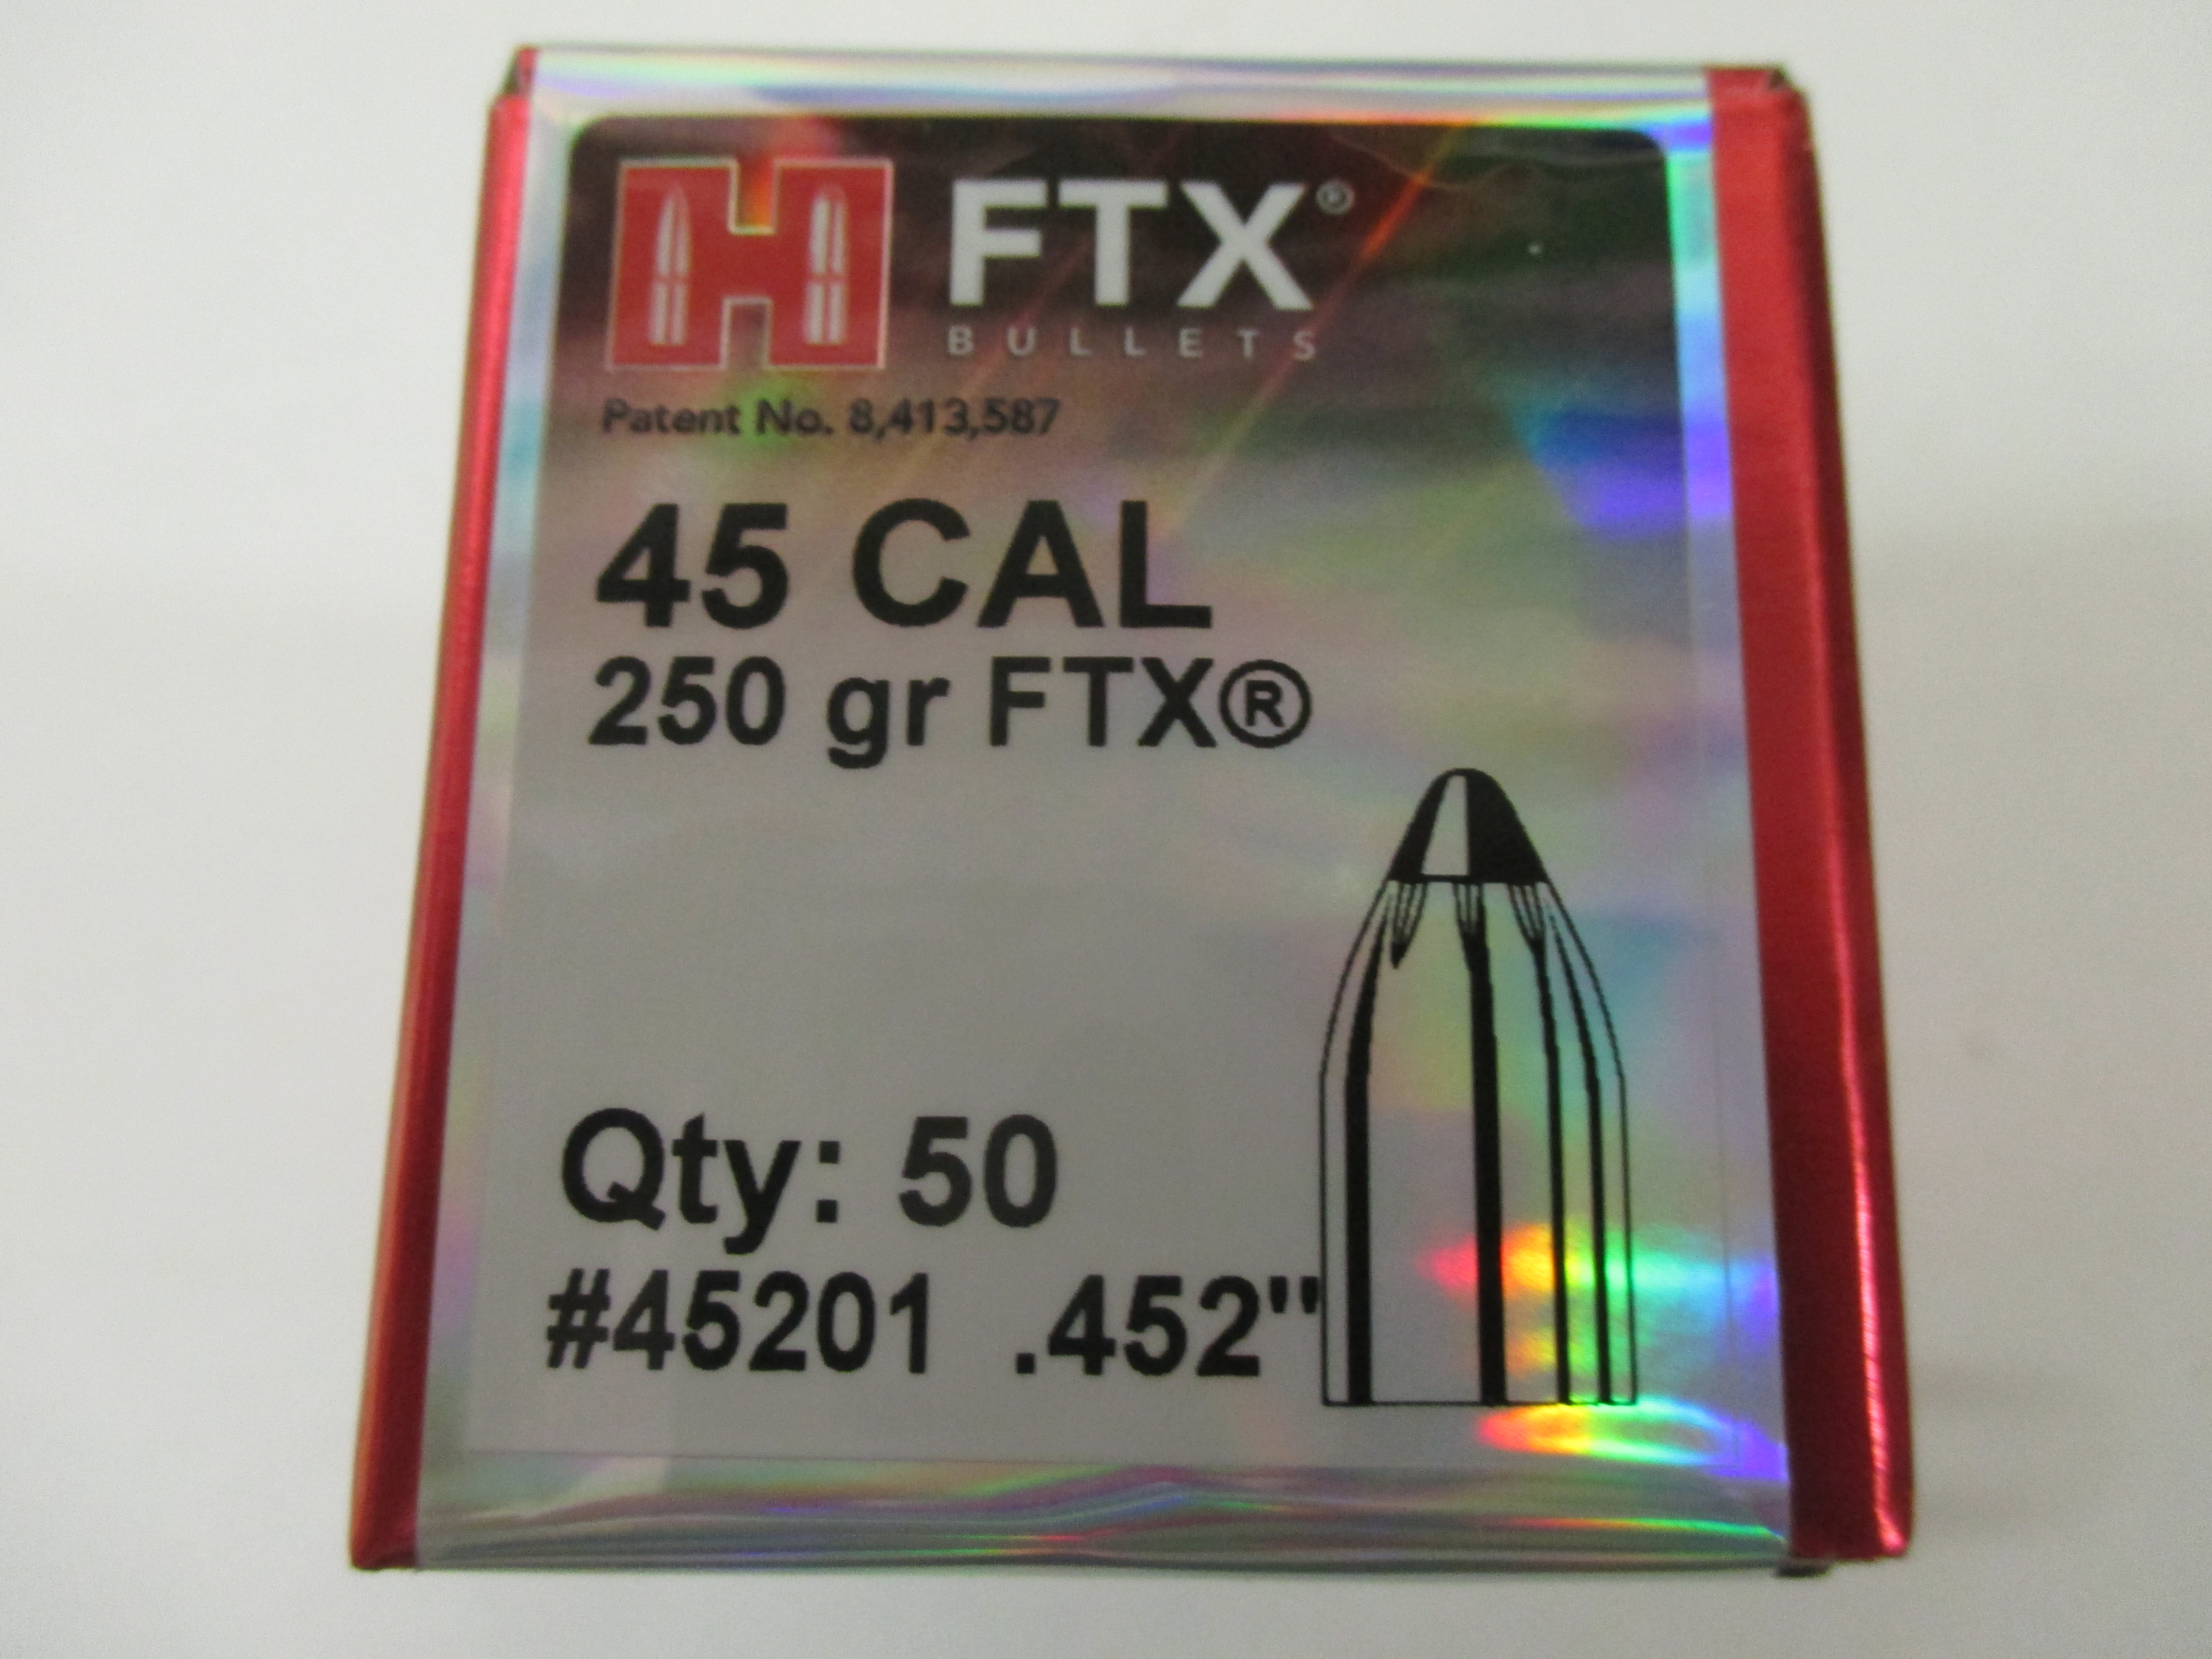 H FTX®
BULLETS
Patent No. 8,413,587
45 CAL
250 gr FTX®
Qty: 50
#45201 .452"